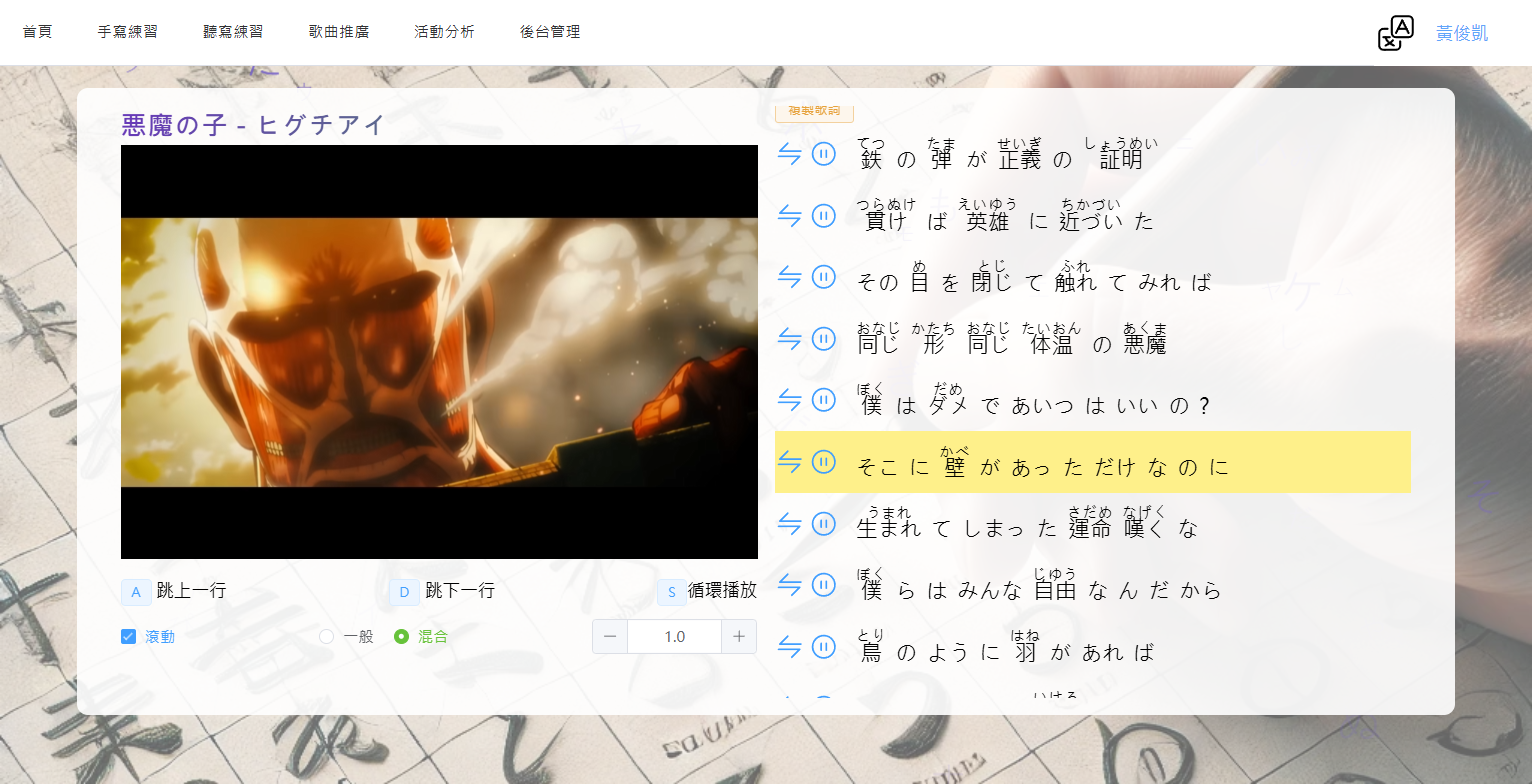 首頁 手寫練習 聽寫練習 歌曲推廣 活動分析 後台管理 黃俊凱
悪魔の子 - ヒグチアイ
A 跳上一行 D 跳下一行 S 循環播放
滾動 一般 混合 1.0
複製歌詞
てつ たま せいぎ しょうめい
鉄 の 弾 が 正義 の 証明
つらぬけ えいゆう ちかづい
貫け ば 英雄 に 近づい た
め とじ ふれ
その 目 を 閉じ て 触れ て みれ ば
おなじ かたち おなじ たいおん あくま
同じ 形 同じ 体温 の 悪魔
ぼく だめ
僕 は ダメ で あいつ は いい の ?
かべ
そこ に 壁 が あっ た だけ な の に
うまれ さだめ なげく
生まれ て しまっ た 運命 嘆く な
ぼく じゆう
僕 ら は みんな 自由 な ん だ から
とり はね
鳥 の よう に 羽 が あれ ば
いける